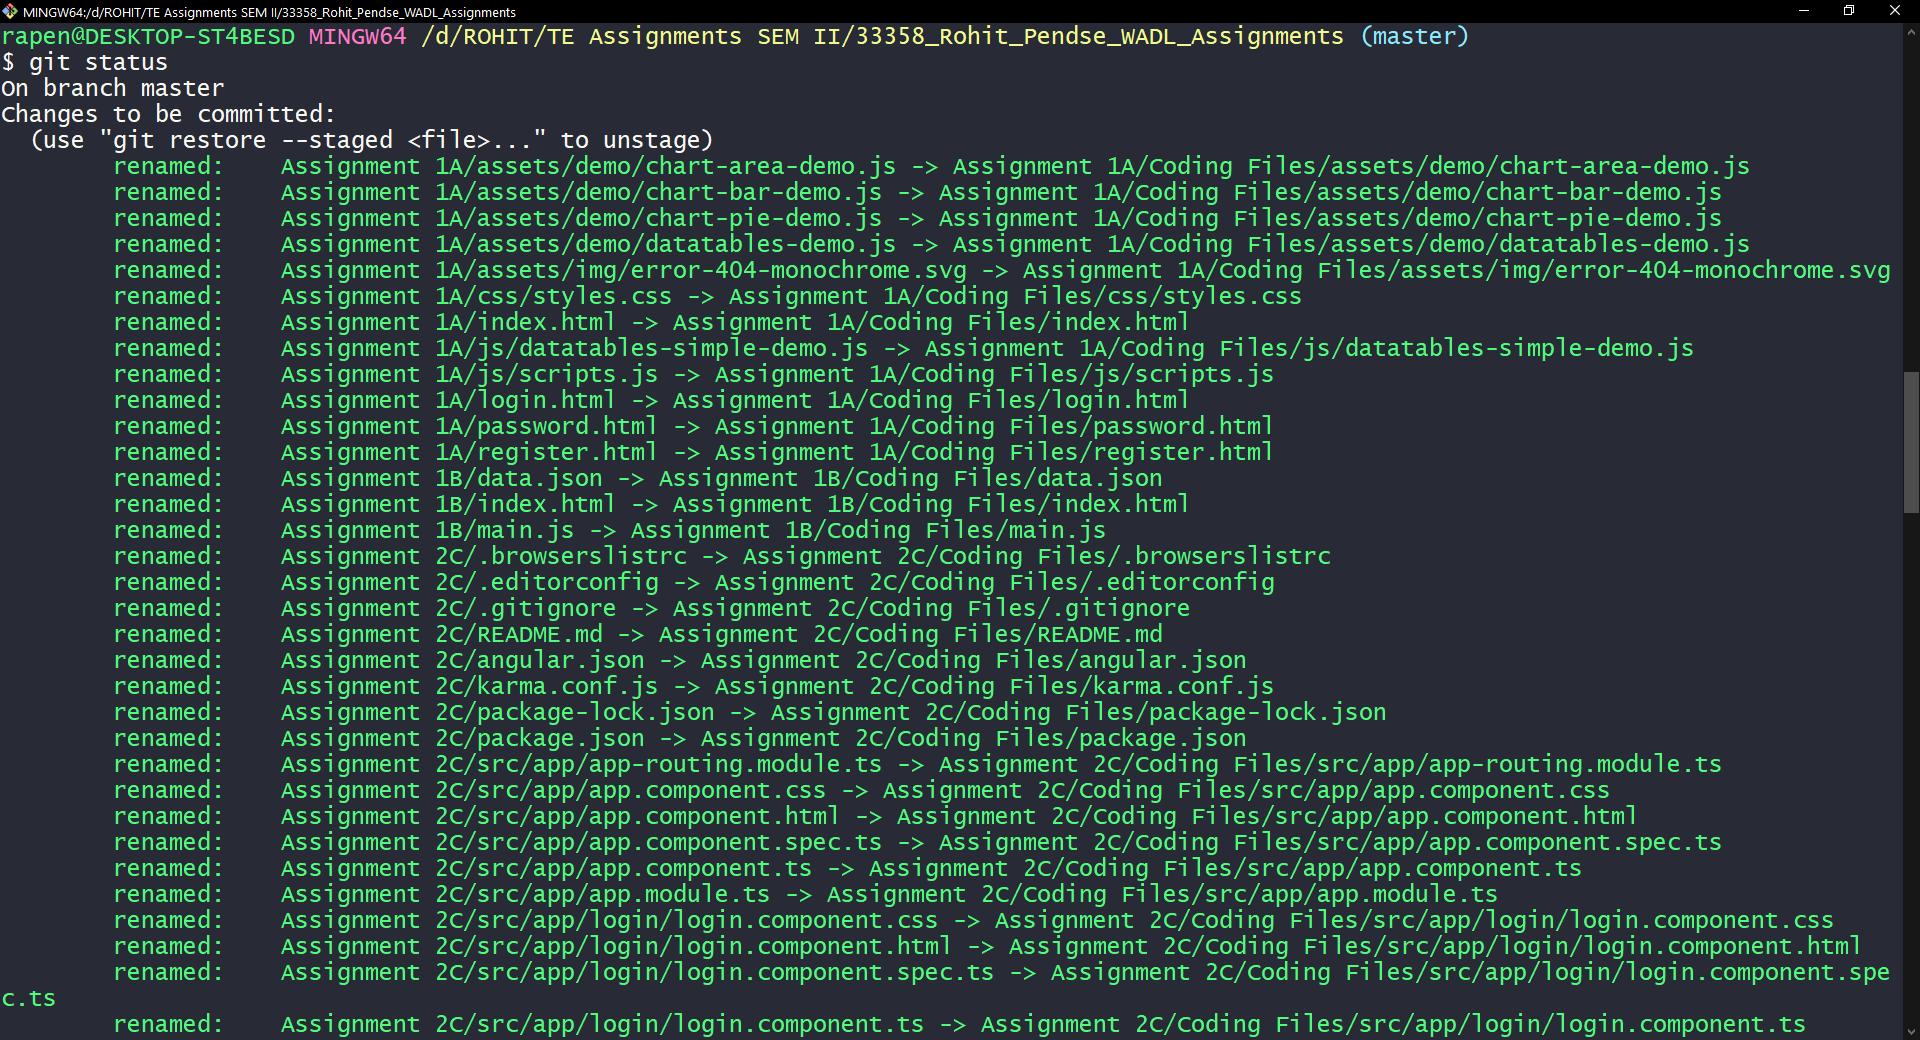 MINGW64:/d/ROHIT/TE Assignments SEM II/33358_Rohit_Pendse_WADL_Assignments
rapen@DESKTOP-ST4BESD MINGW64 /d/ROHIT/TE Assignments SEM II/33358_Rohit_Pendse_WADL_Assignments (master)
$ git status
On branch master
Changes to be committed:
  (use "git restore --staged <file>..." to unstage)
        renamed:    Assignment 1A/assets/demo/chart-area-demo.js -> Assignment 1A/Coding Files/assets/demo/chart-area-demo.js
        renamed:    Assignment 1A/assets/demo/chart-bar-demo.js -> Assignment 1A/Coding Files/assets/demo/chart-bar-demo.js
        renamed:    Assignment 1A/assets/demo/chart-pie-demo.js -> Assignment 1A/Coding Files/assets/demo/chart-pie-demo.js
        renamed:    Assignment 1A/assets/demo/datatables-demo.js -> Assignment 1A/Coding Files/assets/demo/datatables-demo.js
        renamed:    Assignment 1A/assets/img/error-404-monochrome.svg -> Assignment 1A/Coding Files/assets/img/error-404-monochrome.svg
        renamed:    Assignment 1A/css/styles.css -> Assignment 1A/Coding Files/css/styles.css
        renamed:    Assignment 1A/index.html -> Assignment 1A/Coding Files/index.html
        renamed:    Assignment 1A/js/datatables-simple-demo.js -> Assignment 1A/Coding Files/js/datatables-simple-demo.js
        renamed:    Assignment 1A/js/scripts.js -> Assignment 1A/Coding Files/js/scripts.js
        renamed:    Assignment 1A/login.html -> Assignment 1A/Coding Files/login.html
        renamed:    Assignment 1A/password.html -> Assignment 1A/Coding Files/password.html
        renamed:    Assignment 1A/register.html -> Assignment 1A/Coding Files/register.html
        renamed:    Assignment 1B/data.json -> Assignment 1B/Coding Files/data.json
        renamed:    Assignment 1B/index.html -> Assignment 1B/Coding Files/index.html
        renamed:    Assignment 1B/main.js -> Assignment 1B/Coding Files/main.js
        renamed:    Assignment 2C/.browserslistrc -> Assignment 2C/Coding Files/.browserslistrc
        renamed:    Assignment 2C/.editorconfig -> Assignment 2C/Coding Files/.editorconfig
        renamed:    Assignment 2C/.gitignore -> Assignment 2C/Coding Files/.gitignore
        renamed:    Assignment 2C/README.md -> Assignment 2C/Coding Files/README.md
        renamed:    Assignment 2C/angular.json -> Assignment 2C/Coding Files/angular.json
        renamed:    Assignment 2C/karma.conf.js -> Assignment 2C/Coding Files/karma.conf.js
        renamed:    Assignment 2C/package-lock.json -> Assignment 2C/Coding Files/package-lock.json
        renamed:    Assignment 2C/package.json -> Assignment 2C/Coding Files/package.json
        renamed:    Assignment 2C/src/app/app-routing.module.ts -> Assignment 2C/Coding Files/src/app/app-routing.module.ts
        renamed:    Assignment 2C/src/app/app.component.css -> Assignment 2C/Coding Files/src/app/app.component.css
        renamed:    Assignment 2C/src/app/app.component.html -> Assignment 2C/Coding Files/src/app/app.component.html
        renamed:    Assignment 2C/src/app/app.component.spec.ts -> Assignment 2C/Coding Files/src/app/app.component.spec.ts
        renamed:    Assignment 2C/src/app/app.component.ts -> Assignment 2C/Coding Files/src/app/app.component.ts
        renamed:    Assignment 2C/src/app/app.module.ts -> Assignment 2C/Coding Files/src/app/app.module.ts
        renamed:    Assignment 2C/src/app/login/login.component.css -> Assignment 2C/Coding Files/src/app/login/login.component.css
        renamed:    Assignment 2C/src/app/login/login.component.html -> Assignment 2C/Coding Files/src/app/login/login.component.html
        renamed:    Assignment 2C/src/app/login/login.component.spec.ts -> Assignment 2C/Coding Files/src/app/login/login.component.spe
c.ts
        renamed:    Assignment 2C/src/app/login/login.component.ts -> Assignment 2C/Coding Files/src/app/login/login.component.ts